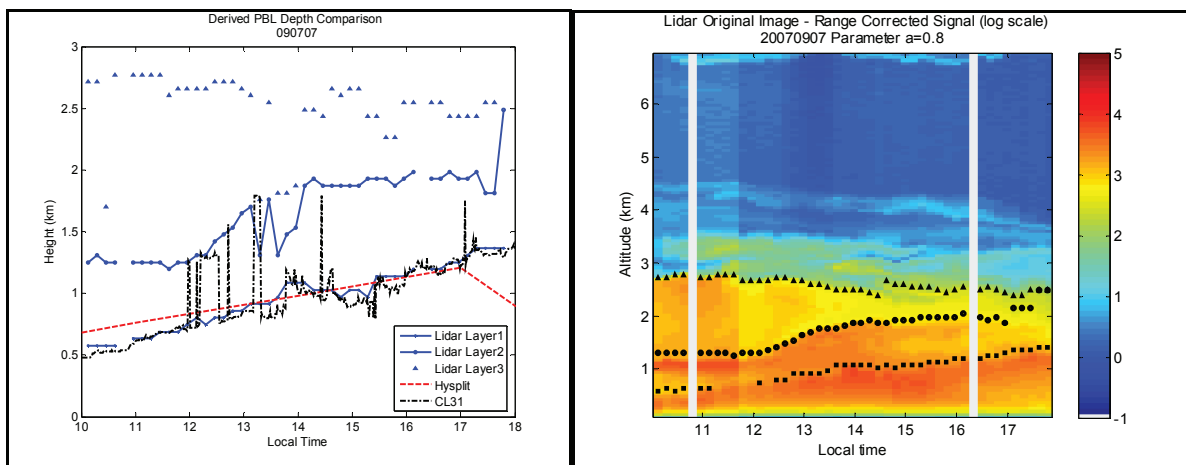 Derived PBL Depth Comparison
090707
3
2.5
2
1.5
1
0.5
0
Height (km)
10 11 12 13 14 15 16 17 18
Local Time
Lidar Layer1
Lidar Layer2
Lidar Layer3
Hysplit
CL31
Lidar Original Image - Range Corrected Signal (log scale)
20070907 Parameter a=0.8
6
5
4
3
2
1
Altitude (km)
11 12 13 14 15 16 17
Local time
5
4
3
2
1
0
-1